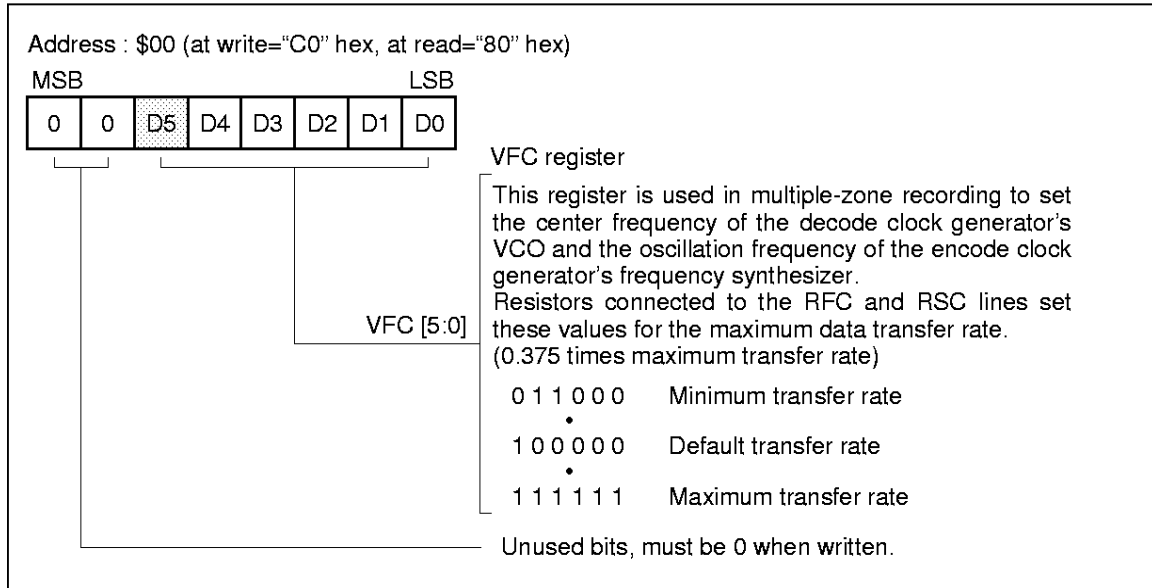 Address : $00 (at write=“C0” hex, at read=“80” hex)
MSB LSB
0 0 D5 D4 D3 D2 D1 D0
VFC register
This register is used in multiple-zone recording to set
the center frequency of the decode clock generator’s
VCO and the oscillation frequency of the encode clock
generator’s frequency synthesizer.
Resistors connected to the RFC and RSC lines set
VFC [5:0] these values for the maximum data transfer rate.
(0.375 times maximum transfer rate)
0 1 1 0 0 0 Minimum transfer rate
•
1 0 0 0 0 0 Default transfer rate
•
1 1 1 1 1 1 Maximum transfer rate
Unused bits, must be 0 when written.